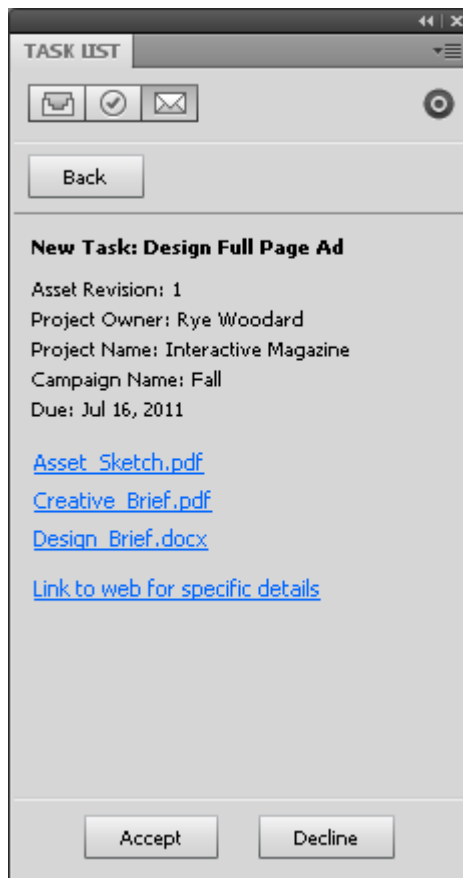 TASK LIST
Back
New Task: Design Full Page Ad
Asset Revision: 1
Project Owner: Rye Woodard
Project Name: Interactive Magazine
Campaign Name: Fall
Due: Jul 16, 2011
Asset_Sketch.pdf
Creative_Brief.pdf
Design_Brief.docx
Link to web for specific details
Accept Decline